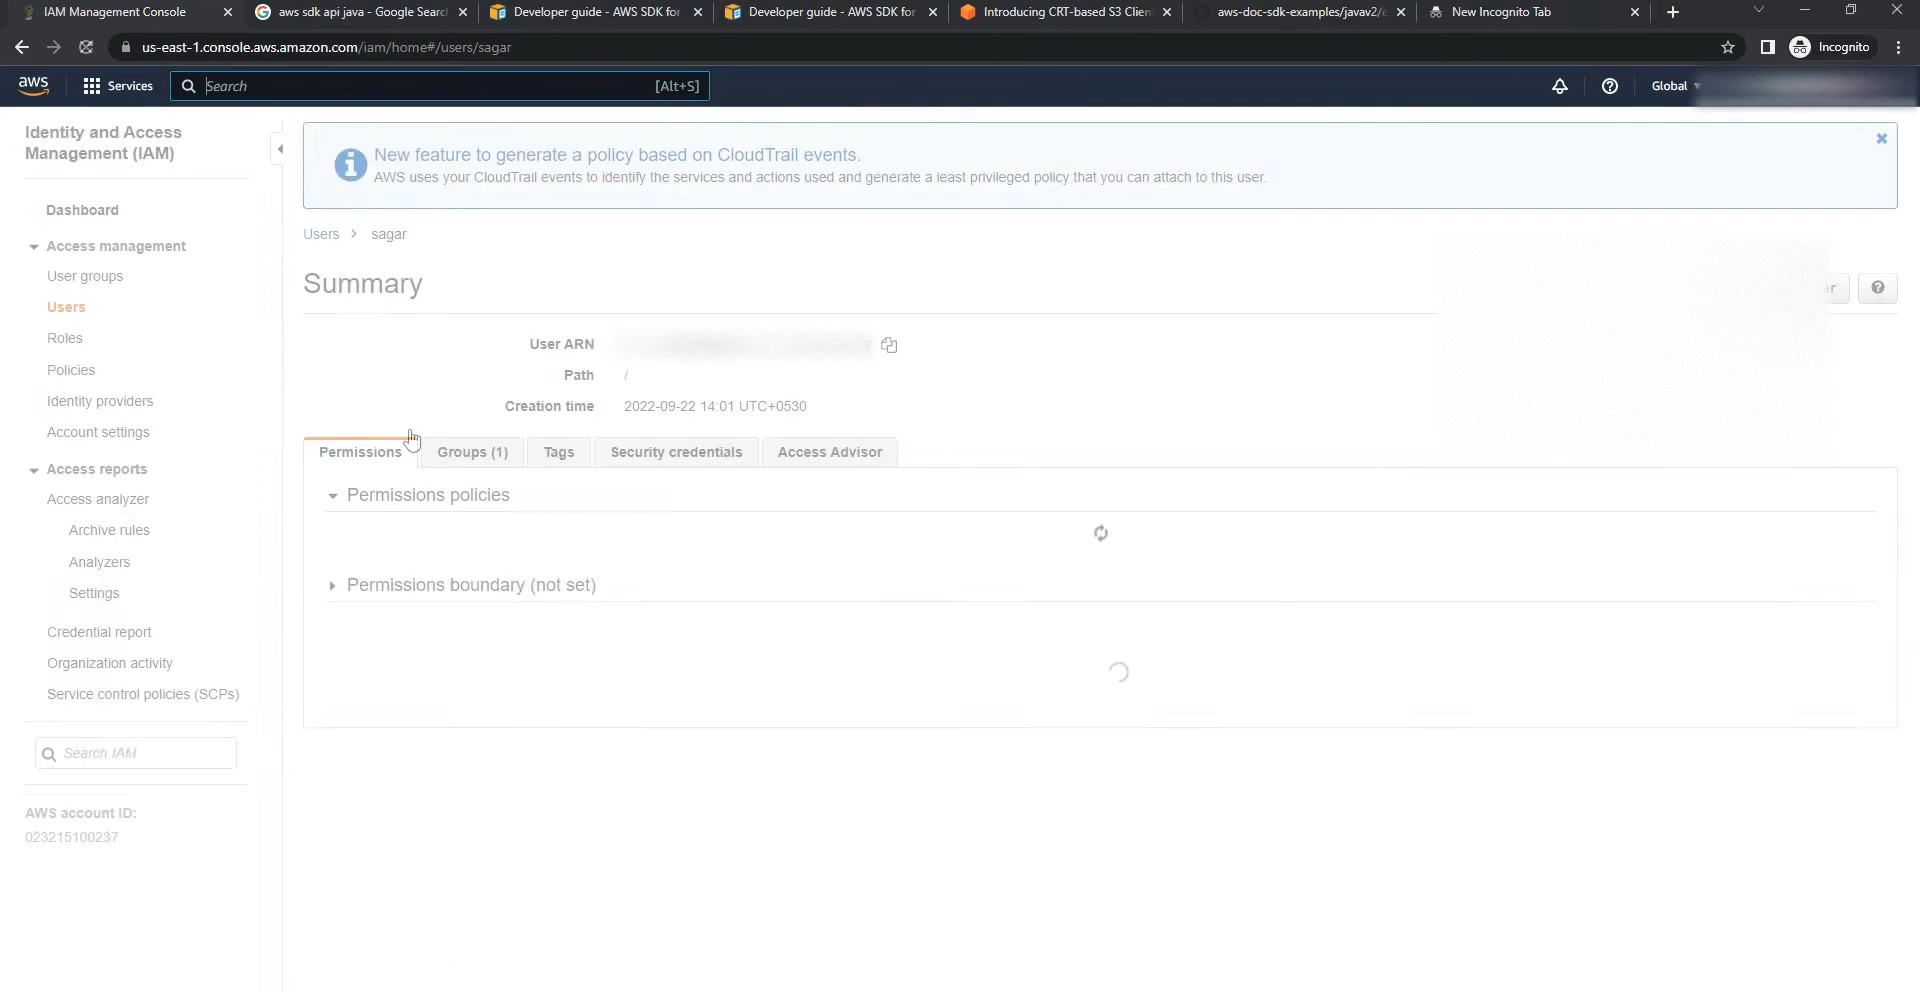 IAM Management Console
aws sdk api java - Google Searc
Developer guide - AWS SDK for
Developer guide - AWS SDK for
Introducing CRT-based S3 Clien
aws-doc-sdk-examples/javav2/e
New Incognito Tab
us-east-1.console.aws.amazon.com/iam/home#/users/sagar
Incognito
aws
Services
Search
[Alt+S]
Global
Identity and Access
Management (IAM)
Dashboard
Access management
User groups
Users
Roles
Policies
Identity providers
Account settings
Access reports
Access analyzer
Archive rules
Analyzers
Settings
Credential report
Organization activity
Service control policies (SCPs)
Search IAM
AWS account ID:
023215100237
New feature to generate a policy based on CloudTrail events.
AWS uses your CloudTrail events to identify the services and actions used and generate a least privileged policy that you can attach to this user.
Users > sagar
Summary
User ARN
Path /
Creation time 2022-09-22 14:01 UTC+0530
Permissions
Groups (1)
Tags
Security credentials
Access Advisor
Permissions policies
Permissions boundary (not set)